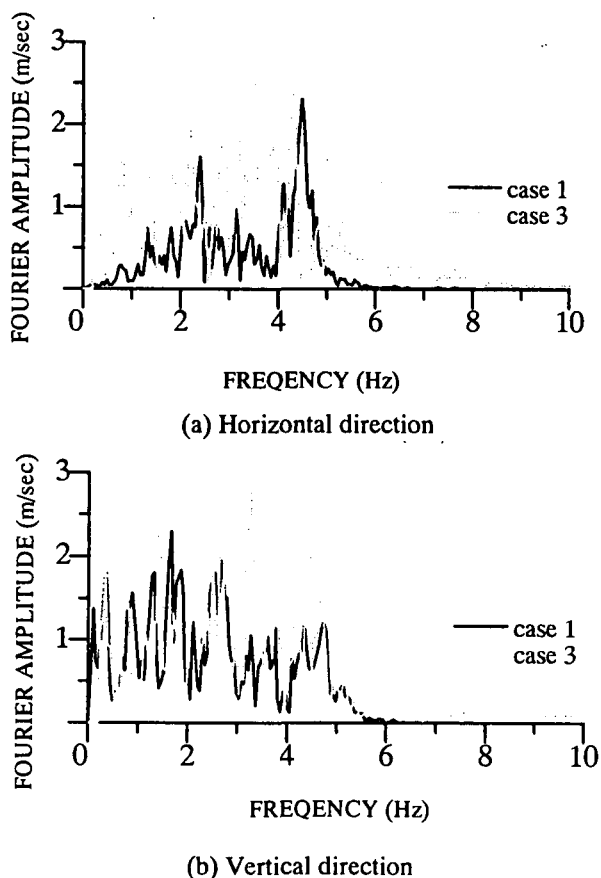 FOURIER AMPLITUDE (m/sec)
3
2
1
case 1
case 3
0 2 4 6 8 10
FREQENCY (Hz)
(a) Horizontal direction
FOURIER AMPLITUDE (m/sec)
3
2
1
case 1
case 3
0 2 4 6 8 10
FREQENCY (Hz)
(b) Vertical direction